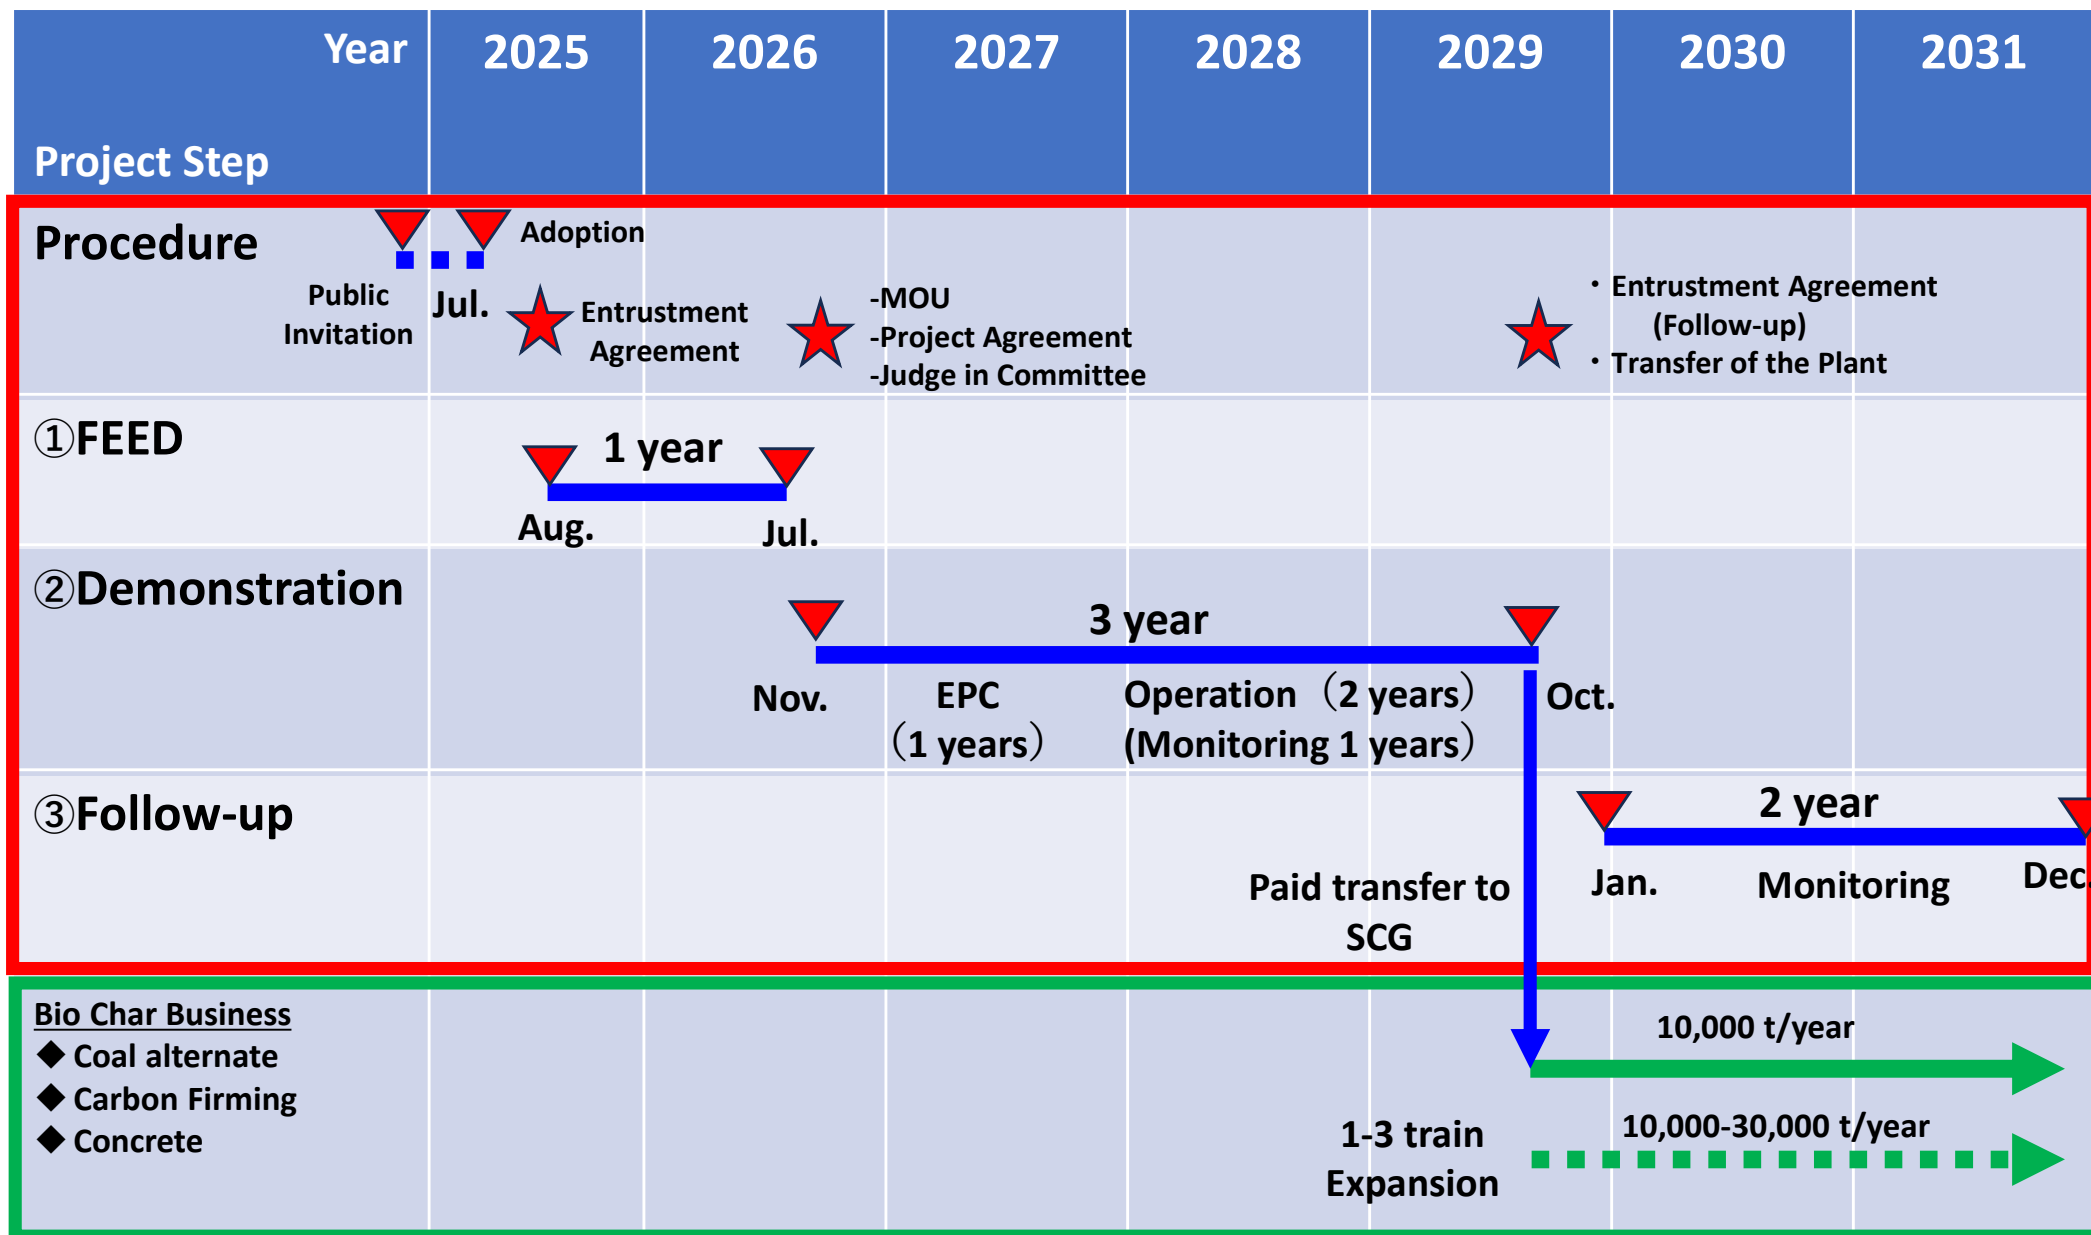 Year
2025
2026
2027
2028
2029
2030
2031
Project Step
Procedure
Adoption
Public
Invitation
Jul.
Entrustment
Agreement
-MOU
-Project Agreement
-Judge in Committee
・Entrustment Agreement
(Follow-up)
・Transfer of the Plant
①FEED
1 year
Aug.
Jul.
②Demonstration
3 year
Nov.
EPC
（1 years）
Operation（2 years）
(Monitoring 1 years）
Oct.
③Follow-up
2 year
Paid transfer to
SCG
Jan.
Monitoring
Dec.
Bio Char Business
◆ Coal alternate
◆ Carbon Firming
◆ Concrete
10,000 t/year
1-3 train
Expansion
10,000-30,000 t/year